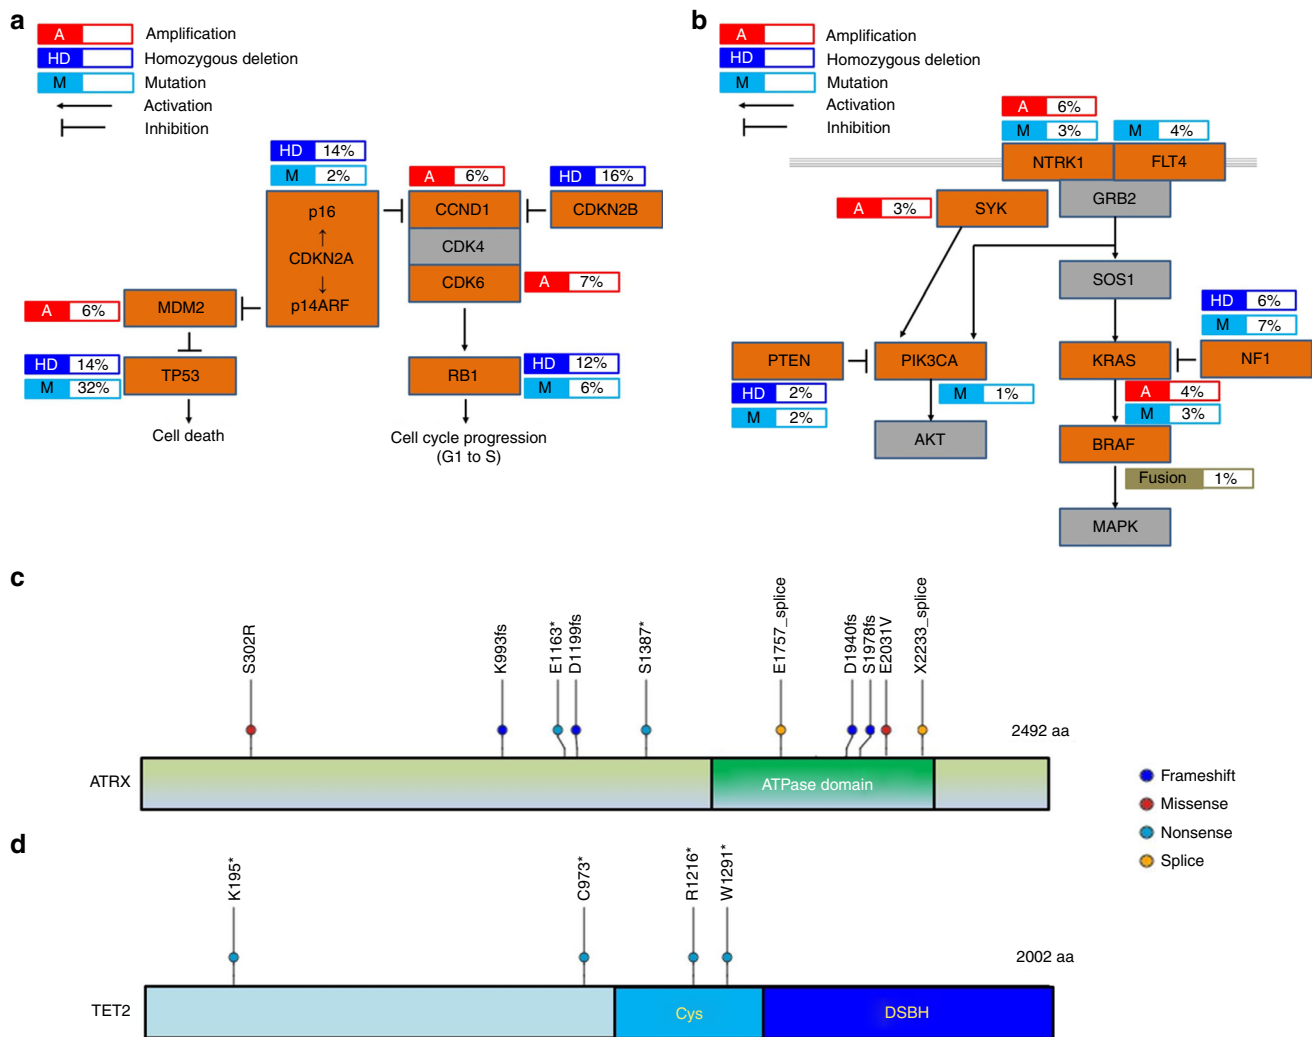 a
A Amplification
HD Homozygous deletion
M Mutation
Activation
Inhibition
HD 14%
M 2%
A 6%
HD 16%
p16
↑
CDKN2A
↓
p14ARF
CCND1
CDK4
CDK6
CDKN2B
A 7%
A 6%
MDM2
HD 14%
M 32%
TP53
RB1
HD 12%
M 6%
Cell death
Cell cycle progression
(G1 to S)
b
A Amplification
HD Homozygous deletion
M Mutation
Activation
Inhibition
A 6%
M 3%
M 4%
NTRK1
FLT4
GRB2
A 3%
SYK
SOS1
HD 6%
M 7%
PTEN
PIK3CA
KRAS
NF1
HD 2%
M 2%
M 1%
A 4%
M 3%
AKT
BRAF
Fusion 1%
MAPK
c
S302R
K993fs
E1163*
D1199fs
S1387*
E1757_splice
D1940fs
S1978fs
E2031V
X2233_splice
2492 aa
ATRX
ATPase domain
Frameshift
Missense
Nonsense
Splice
d
K195*
C973*
R1216*
W1291*
2002 aa
TET2
Cys
DSBH